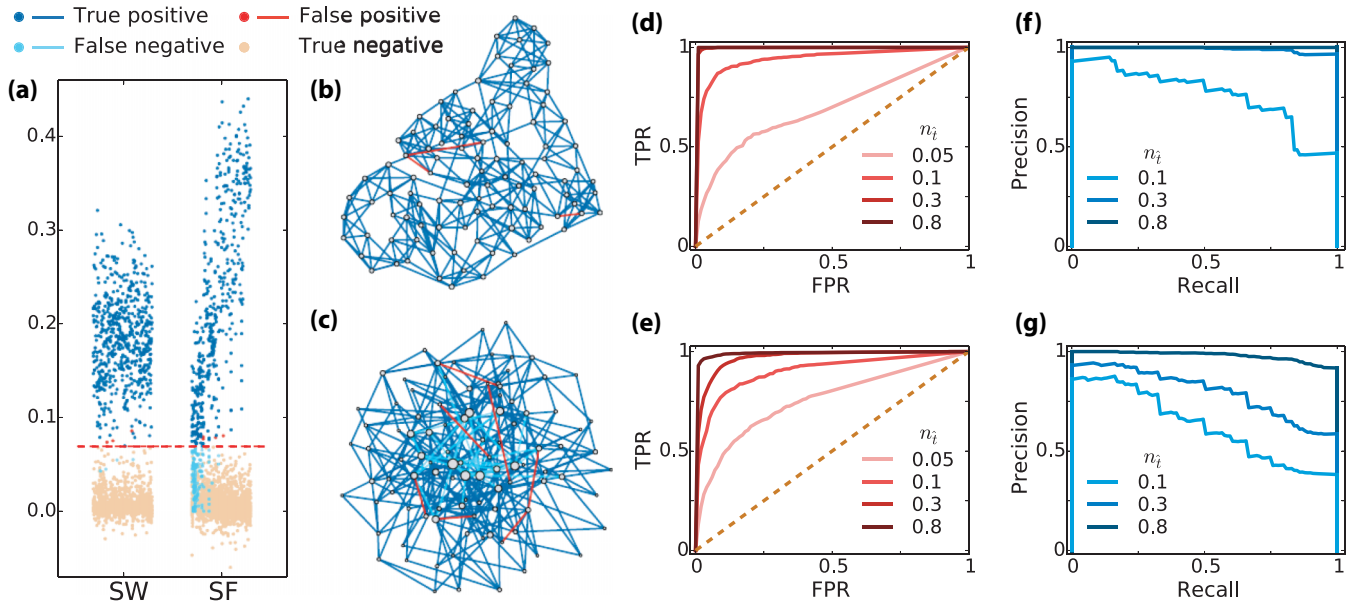 True positive
False positive
False negative
True negative
(a)
0.4
0.3
0.2
0.1
0.0
SW
SF
(b)
(c)
(d)
1
0.5
0
TPR
n_t̂
0.05
0.1
0.3
0.8
0
0.5
1
FPR
(e)
1
0.5
0
TPR
n_t̂
0.05
0.1
0.3
0.8
0
0.5
1
FPR
(f)
1
0.5
0
Precision
n_t̂
0.1
0.3
0.8
0
0.5
1
Recall
(g)
1
0.5
0
Precision
n_t̂
0.1
0.3
0.8
0
0.5
1
Recall